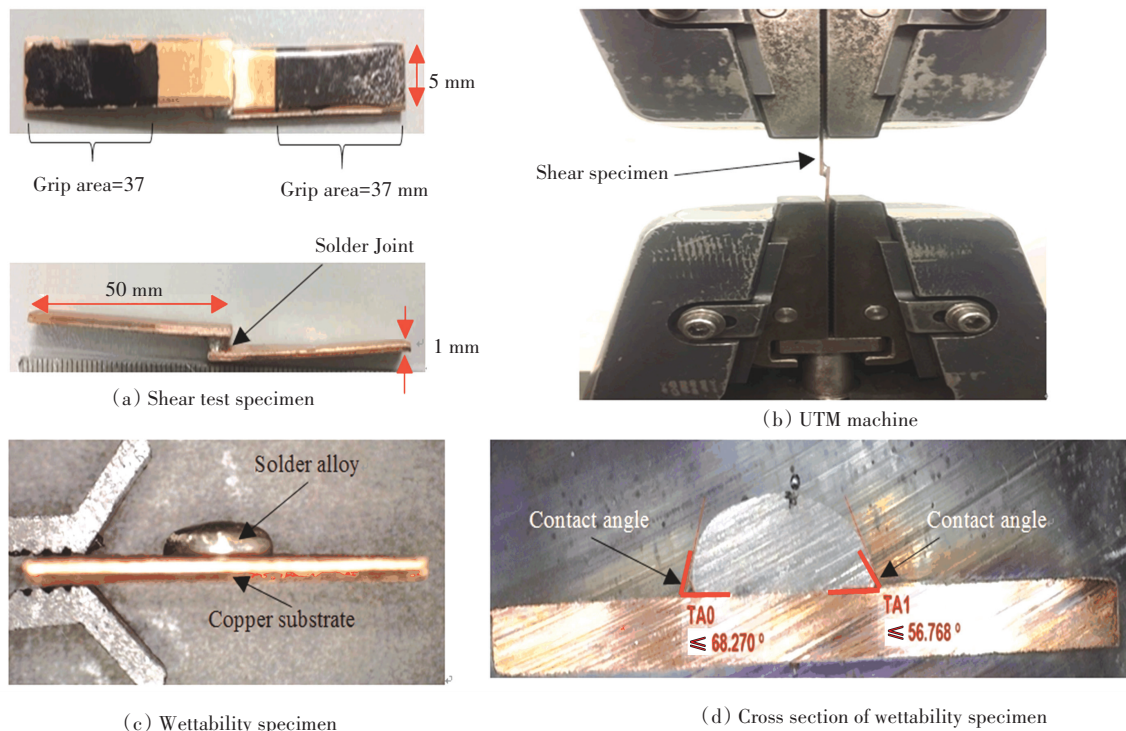 5 mm
Grip area=37
Grip area=37 mm
Solder Joint
50 mm
1 mm
(a) Shear test specimen
Shear specimen
(b) UTM machine
Solder alloy
Copper substrate
(c) Wettability specimen
Contact angle
Contact angle
TA0
≤ 68.270 °
TA1
≤ 56.768 °
(d) Cross section of wettability specimen